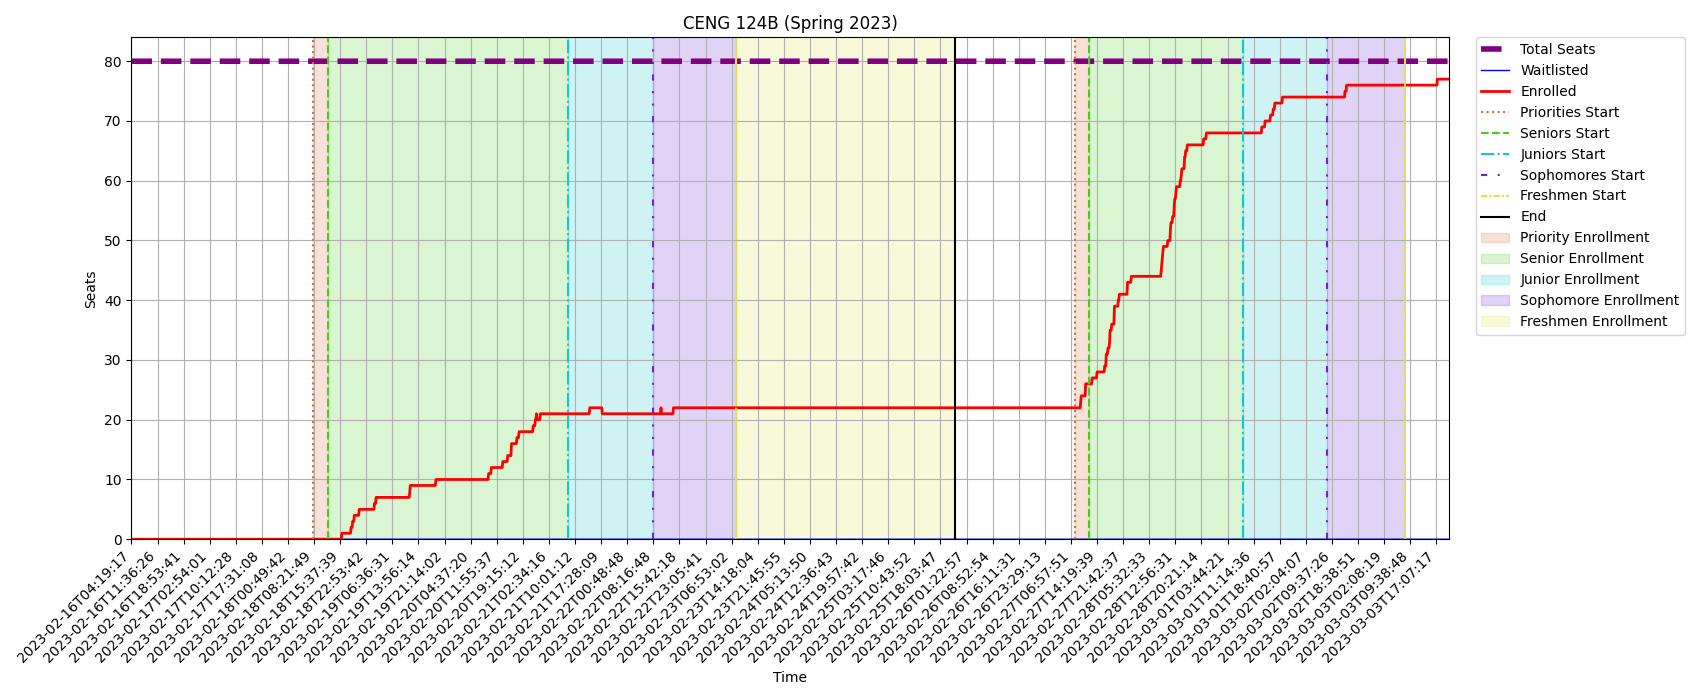 CENG 124B (Spring 2023)
Seats
80
70
60
50
40
30
20
10
0
2023-02-16T04:19:17
2023-02-16T11:36:26
2023-02-16T18:53:41
2023-02-17T02:54:01
2023-02-17T10:12:28
2023-02-17T17:31:09
2023-02-18T00:49:42
2023-02-18T08:21:49
2023-02-18T15:37:39
2023-02-18T22:53:42
2023-02-19T06:36:31
2023-02-19T13:56:14
2023-02-19T21:14:02
2023-02-20T04:37:20
2023-02-20T11:55:37
2023-02-20T19:15:12
2023-02-21T02:34:16
2023-02-21T10:01:12
2023-02-21T17:28:09
2023-02-22T00:48:48
2023-02-22T08:16:48
2023-02-22T15:42:18
2023-02-22T23:05:41
2023-02-23T06:53:02
2023-02-23T14:18:04
2023-02-23T21:45:55
2023-02-24T05:13:50
2023-02-24T12:36:43
2023-02-24T19:57:42
2023-02-25T03:17:46
2023-02-25T10:43:52
2023-02-25T18:03:47
2023-02-26T01:22:57
2023-02-26T08:52:54
2023-02-26T16:11:31
2023-02-26T23:29:13
2023-02-27T06:57:51
2023-02-27T14:19:39
2023-02-27T21:42:37
2023-02-28T05:32:33
2023-02-28T12:56:31
2023-02-28T20:21:14
2023-03-01T03:44:21
2023-03-01T11:14:36
2023-03-01T18:40:57
2023-03-02T02:04:07
2023-03-02T09:37:26
2023-03-02T18:38:51
2023-03-03T02:08:19
2023-03-03T09:38:48
2023-03-03T17:07:17
Time
Total Seats
Waitlisted
Enrolled
Priorities Start
Seniors Start
Juniors Start
Sophomores Start
Freshmen Start
End
Priority Enrollment
Senior Enrollment
Junior Enrollment
Sophomore Enrollment
Freshmen Enrollment